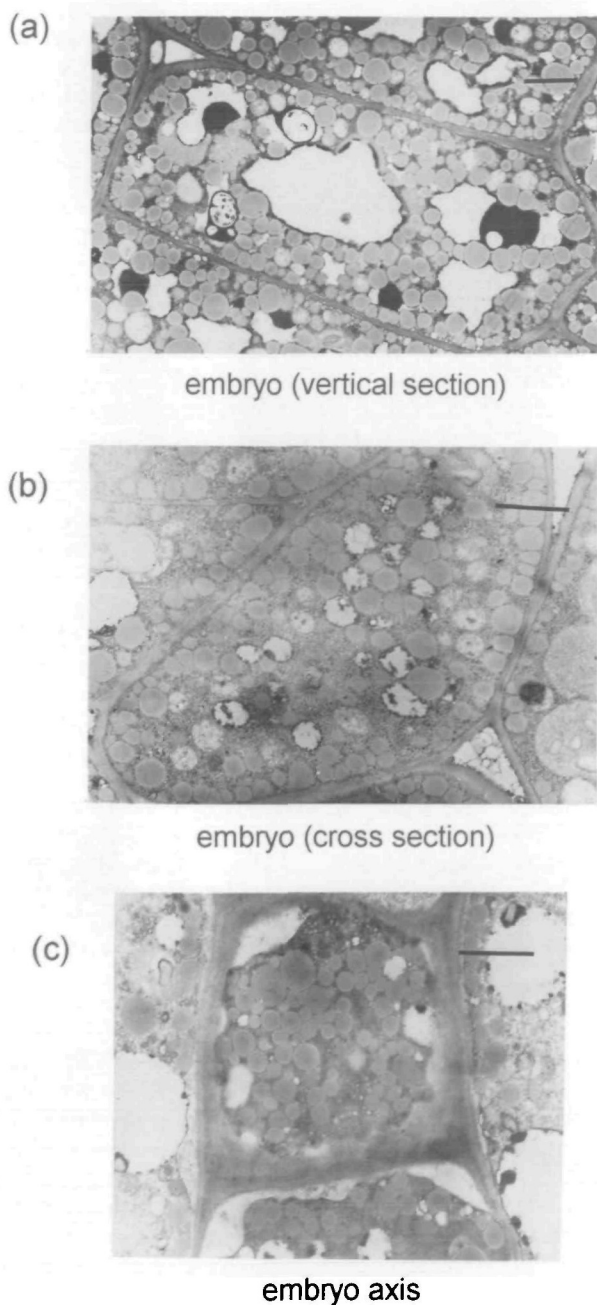 (a)
embryo (vertical section)
(b)
embryo (cross section)
(c)
embryo axis